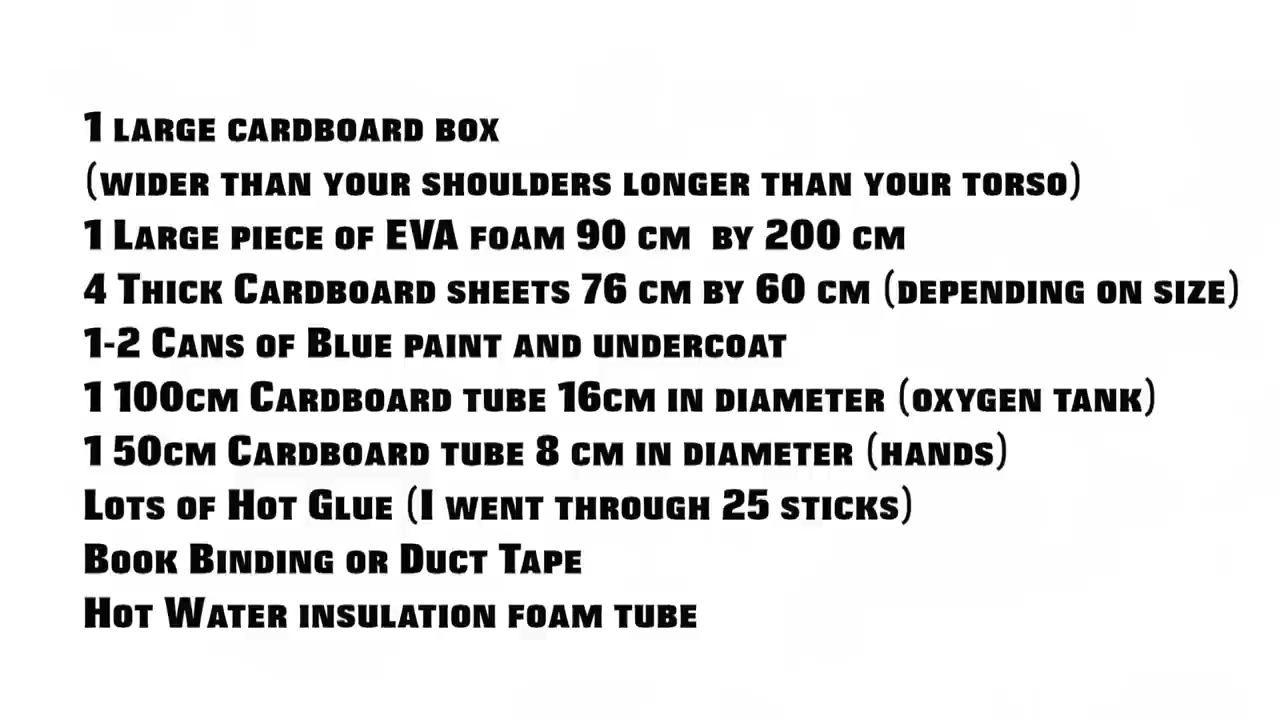 1 large cardboard box
(wider than your shoulders longer than your torso)
1 Large piece of EVA foam 90 cm by 200 cm
4 Thick Cardboard sheets 76 cm by 60 cm (depending on size)
1-2 Cans of Blue paint and undercoat
1 100cm Cardboard tube 16cm in diameter (oxygen tank)
1 50cm Cardboard tube 8 cm in diameter (hands)
Lots of Hot Glue (I went through 25 sticks)
Book Binding or Duct Tape
Hot Water insulation foam tube